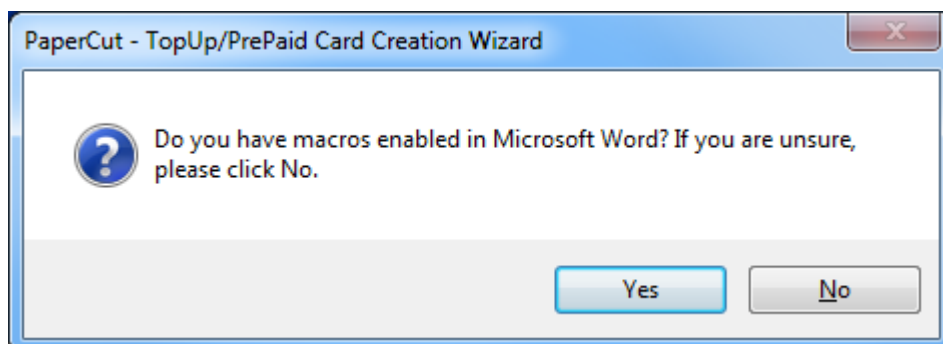 PaperCut - TopUp/PrePaid Card Creation Wizard
Do you have macros enabled in Microsoft Word? If you are unsure,
please click No.
Yes
No